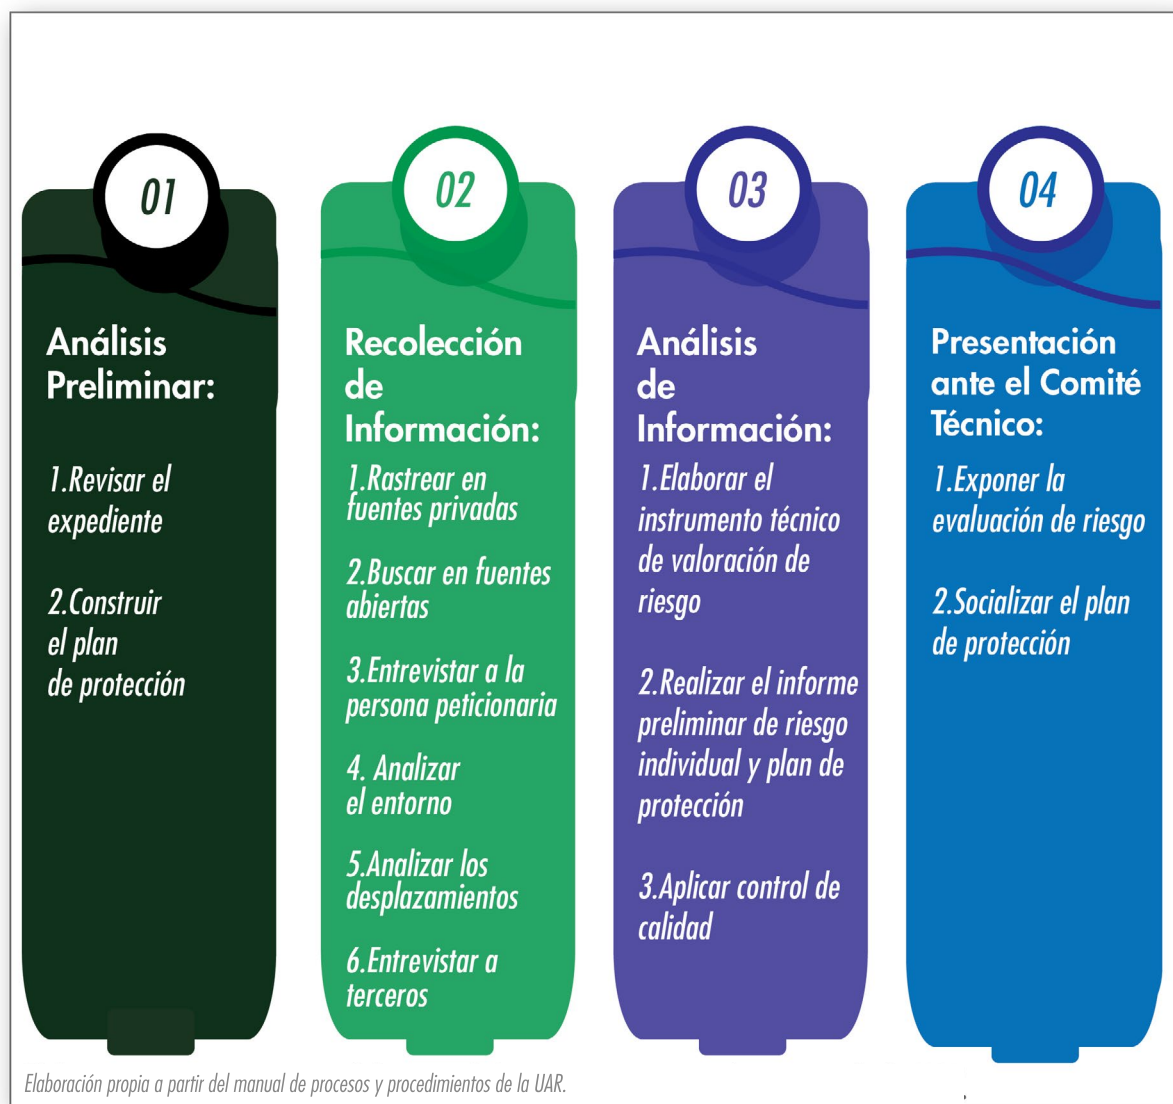 01
Análisis
Preliminar:
1.Revisar el
expediente
2.Construir
el plan
de protección
02
Recolección
de
Información:
1.Rastrear en
fuentes privadas
2.Buscar en fuentes
abiertas
3.Entrevistar a la
persona peticionaria
4. Analizar
el entorno
5.Analizar los
desplazamientos
6.Entrevistar a
terceros
03
Análisis
de
Información:
1.Elaborar el
instrumento técnico
de valoración de
riesgo
2.Realizar el informe
preliminar de riesgo
individual y plan de
protección
3.Aplicar control de
calidad
04
Presentación
ante el Comité
Técnico:
1.Exponer la
evaluación de riesgo
2.Socializar el plan
de protección
Elaboración propia a partir del manual de procesos y procedimientos de la UAR.